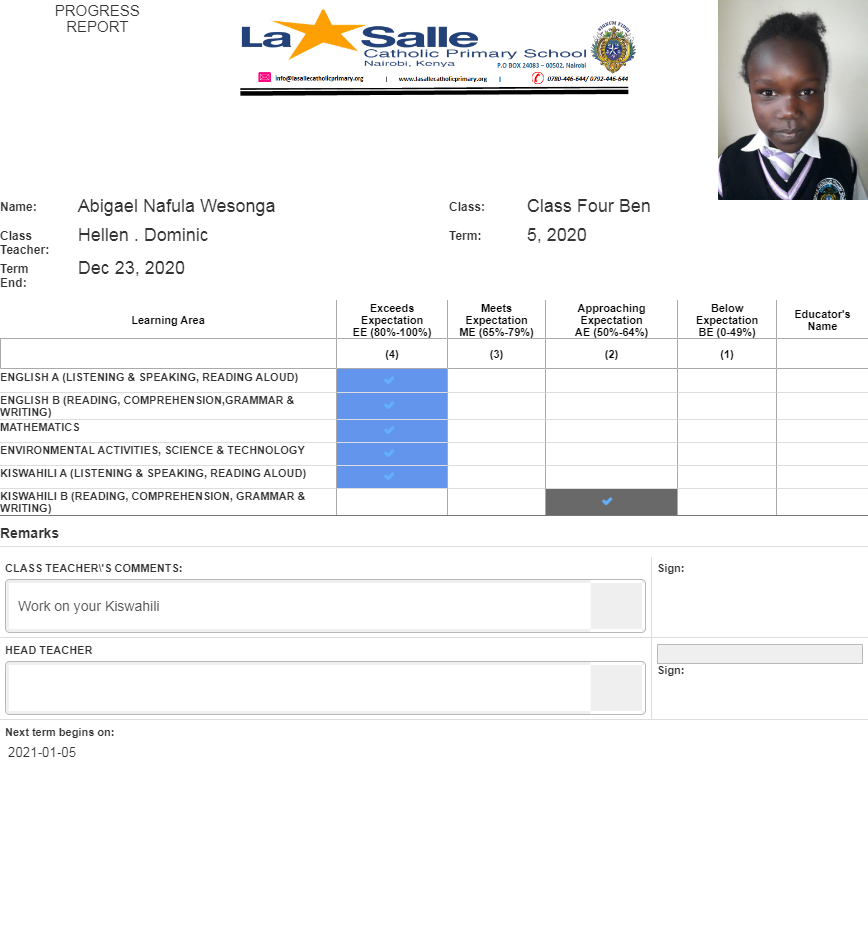 PROGRESS
REPORT
La Salle
Catholic Primary School
Nairobi, Kenya
P.O BOX 24083 – 00502, Nairobi
info@lasallecatholicprimary.org | www.lasallecatholicprimary.org | 0780-446-644/ 0792-446-644
Name: Abigael Nafula Wesonga Class: Class Four Ben
Class Teacher: Hellen . Dominic Term: 5, 2020
Term End: Dec 23, 2020
Learning Area
Exceeds Expectation EE (80%-100%)
Meets Expectation ME (65%-79%)
Approaching Expectation AE (50%-64%)
Below Expectation BE (0-49%)
Educator's Name
(4) (3) (2) (1)
ENGLISH A (LISTENING & SPEAKING, READING ALOUD)
ENGLISH B (READING, COMPREHENSION,GRAMMAR &
WRITING)
MATHEMATICS
ENVIRONMENTAL ACTIVITIES, SCIENCE & TECHNOLOGY
KISWAHILI A (LISTENING & SPEAKING, READING ALOUD)
KISWAHILI B (READING, COMPREHENSION, GRAMMAR &
WRITING)
Remarks
CLASS TEACHER\'S COMMENTS: Sign:
Work on your Kiswahili
HEAD TEACHER
Sign:
Next term begins on:
2021-01-05